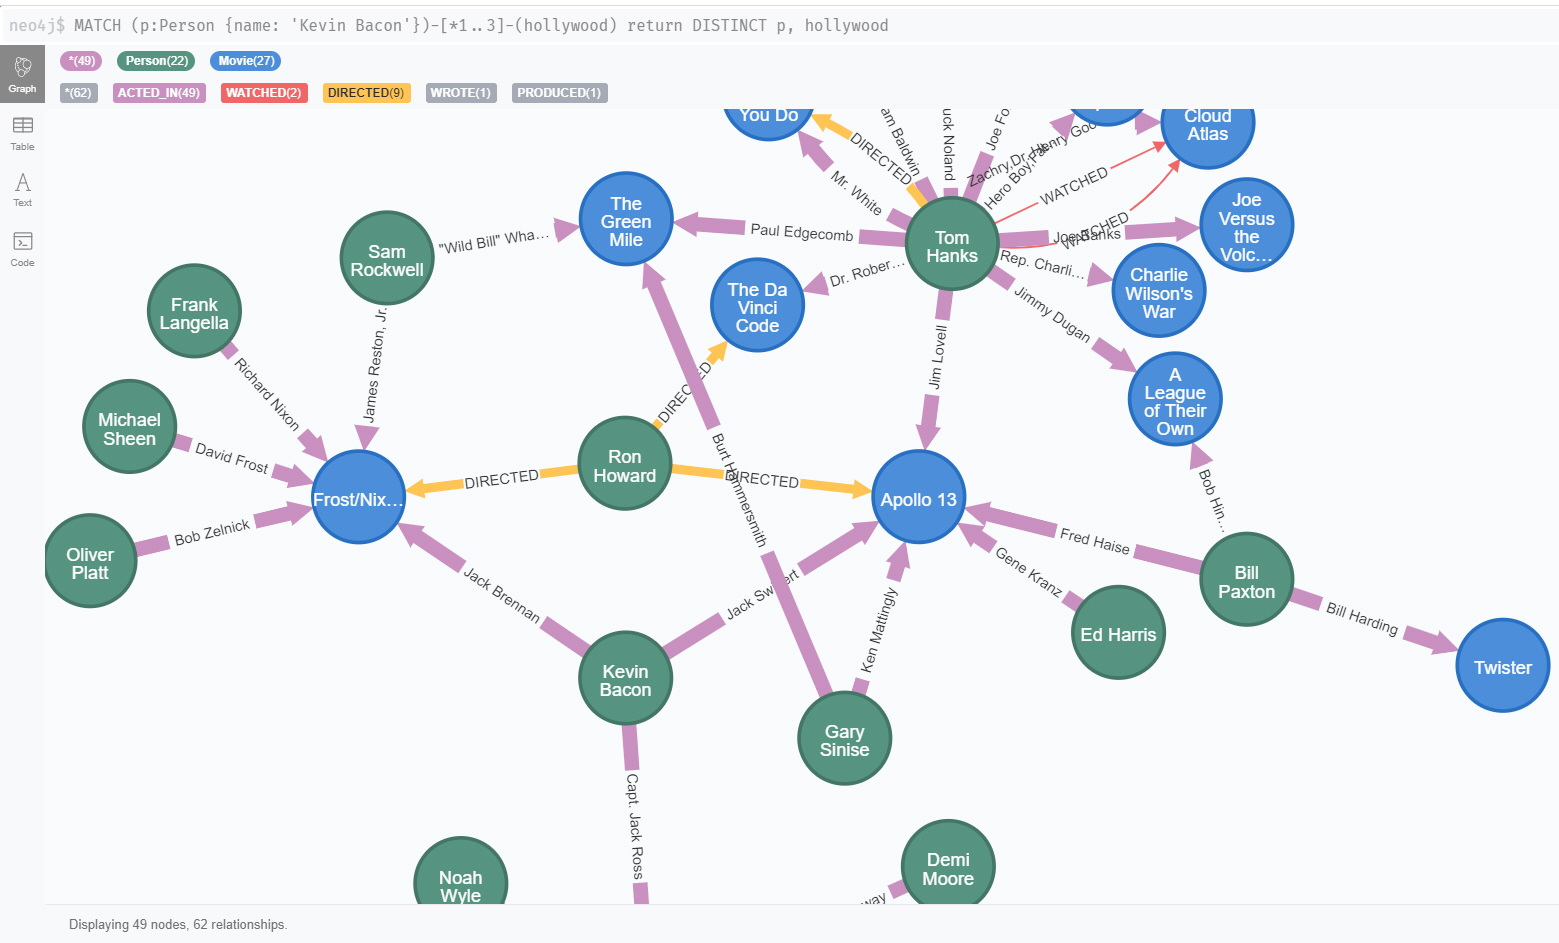 neo4j$ MATCH (p:Person {name: 'Kevin Bacon'})-[*1..3]-(hollywood) return DISTINCT p, hollywood
*(49) Person(22) Movie(27)
*(62) ACTED_IN(49) WATCHED(2) DIRECTED(9) WROTE(1) PRODUCED(1)
Graph
Table
Text
Code
You Do
DIRECTED
am Baldwin
uck Noland
Joe Fo
Zachry,Dr. Henry Goo
Hero Boy,
Cloud
Atlas
Mr. White
WATCHED
WATCHED
Joe Banks
Joe
Versus
the
Volc...
The
Green
Mile
Paul Edgecomb
Tom
Hanks
Sam
Rockwell
"Wild Bill" Wha...
Dr. Rober...
Rep. Charli...
Charlie
Wilson's
War
The Da
Vinci
Code
Jimmy Dugan
Frank
Langella
Richard Nixon
James Reston, Jr.
Jim Lovell
A
League
of Their
Own
Michael
Sheen
David Frost
DIRECTED
Ron
Howard
Burt Hammersmith
DIRECTED
DIRECTED
Frost/Nix...
Apollo 13
Bob Hin...
Oliver
Platt
Bob Zelnick
Fred Haise
Gene Kranz
Bill
Paxton
Jack Brennan
Jack Swigert
Ken Mattingly
Ed Harris
Bill Harding
Twister
Kevin
Bacon
Gary
Sinise
Capt. Jack Ross
Noah
Wyle
Demi
Moore
way
Displaying 49 nodes, 62 relationships.